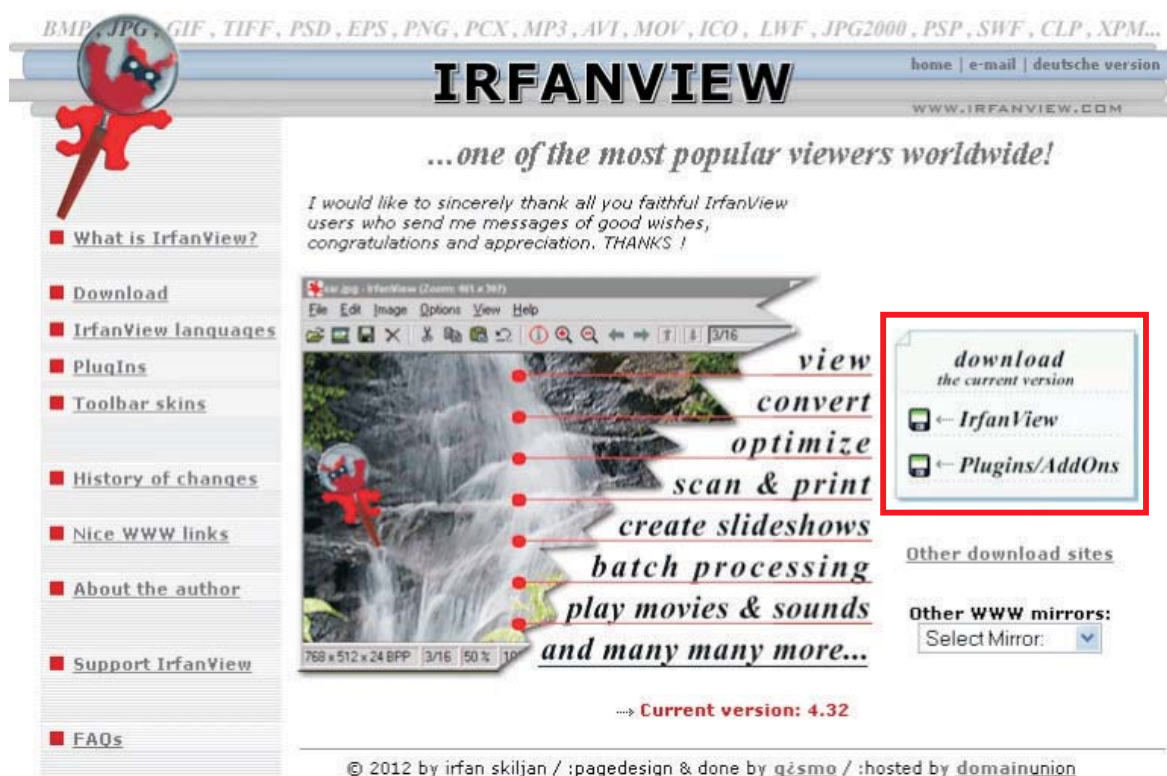 BMP , JPG , GIF , TIFF , PSD , EPS , PNG , PCX , MP3 , AVI , MOV , ICO , LWF , JPG2000 , PSP , SWF , CLP , XPM...
home | e-mail | deutsche version
IRFANVIEW
WWW.IRFANVIEW.COM
...one of the most popular viewers worldwide!
I would like to sincerely thank all you faithful IrfanView
users who send me messages of good wishes,
congratulations and appreciation. THANKS !
What is IrfanView?
Download
IrfanView languages
PlugIns
Toolbar skins
History of changes
Nice WWW links
About the author
Support IrfanView
FAQs
File Edit Image Options View Help
3/16
view
convert
optimize
scan & print
create slideshows
batch processing
play movies & sounds
and many many more...
768 x 512 x 24 BPP 3/16 50 %
download
the current version
← IrfanView
← Plugins/AddOns
Other download sites
Other WWW mirrors:
Select Mirror:
Current version: 4.32
© 2012 by irfan skiljan / :pagedesign & done by gizmo / :hosted by domainunion